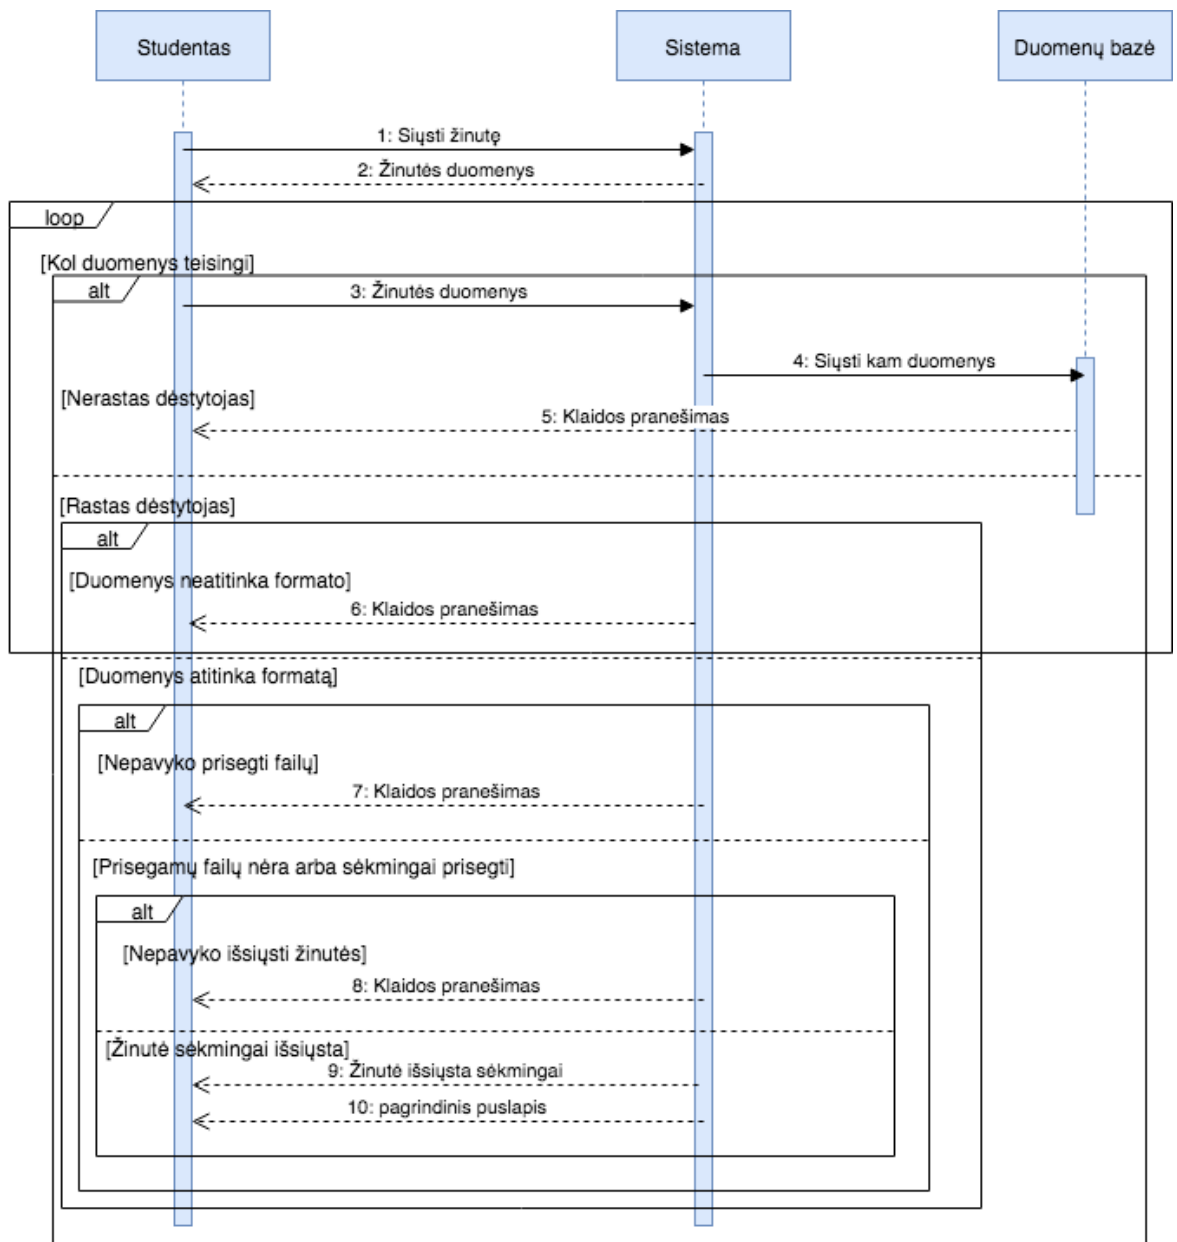 Studentas
Sistema
Duomenų bazė
1: Siųsti žinutę
2: Žinutės duomenys
loop
[Kol duomenys teisingi]
alt
3: Žinutės duomenys
4: Siųsti kam duomenys
[Nerastas dėstytojas]
5: Klaidos pranešimas
[Rastas dėstytojas]
alt
[Duomenys neatitinka formato]
6: Klaidos pranešimas
[Duomenys atitinka formatą]
alt
[Nepavyko prisegti failų]
7: Klaidos pranešimas
[Prisegamų failų nėra arba sėkmingai prisegti]
alt
[Nepavyko išsiųsti žinutės]
8: Klaidos pranešimas
[Žinutė sėkmingai išsiųsta]
9: Žinutė išsiųsta sėkmingai
10: pagrindinis puslapis